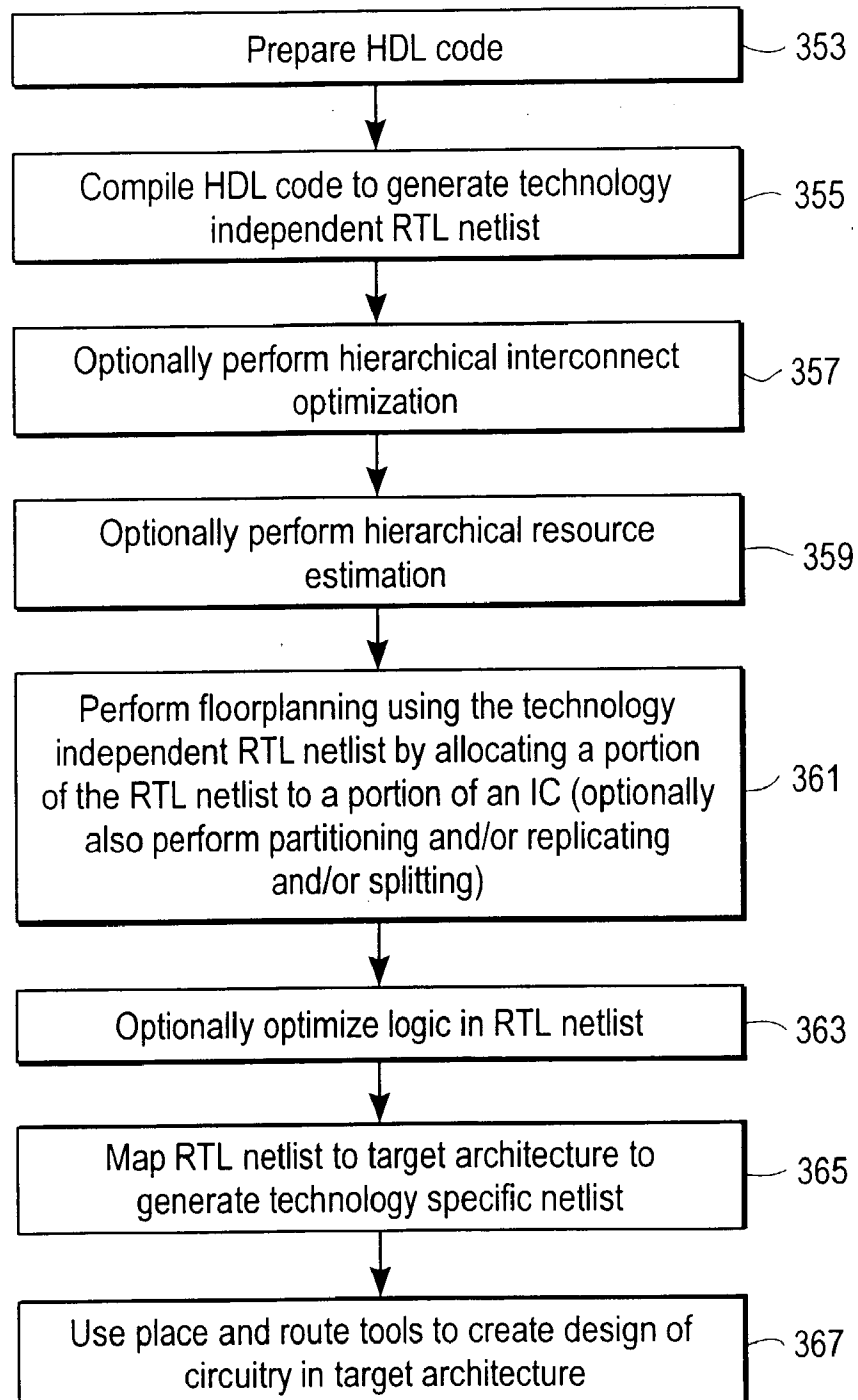 Prepare HDL code
353
Compile HDL code to generate technology
independent RTL netlist
355
Optionally perform hierarchical interconnect
optimization
357
Optionally perform hierarchical resource
estimation
359
Perform floorplanning using the technology
independent RTL netlist by allocating a portion
of the RTL netlist to a portion of an IC (optionally
also perform partitioning and/or replicating
and/or splitting)
361
Optionally optimize logic in RTL netlist
363
Map RTL netlist to target architecture to
generate technology specific netlist
365
Use place and route tools to create design of
circuitry in target architecture
367